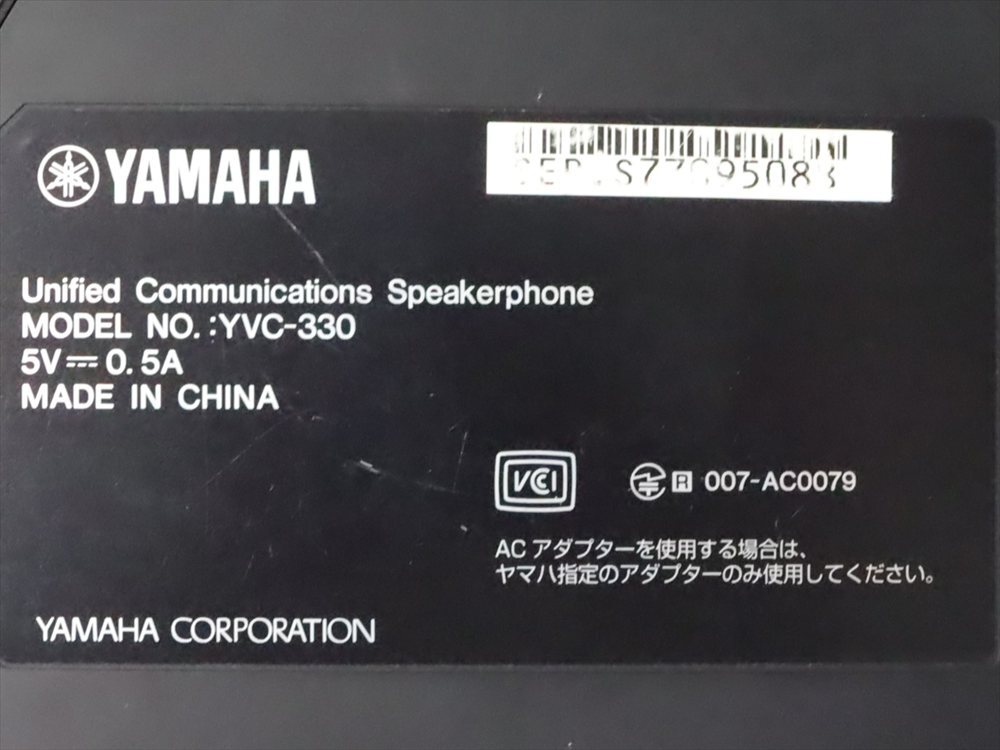 YAMAHA
Unified Communications Speakerphone
MODEL NO.:YVC-330
5V⎓0.5A
MADE IN CHINA
VCI
R 007-AC0079
ACアダプターを使用する場合は、
ヤマハ指定のアダプターのみ使用してください。
YAMAHA CORPORATION